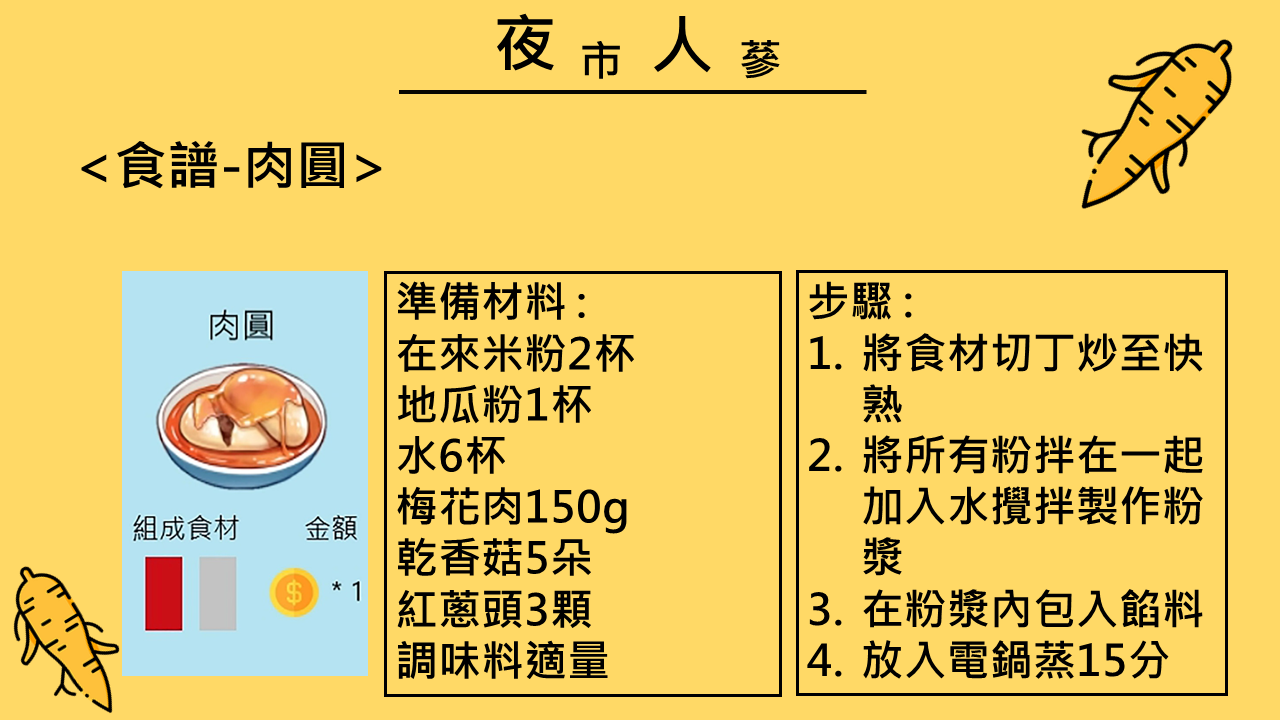 夜市人蔘
<食譜-肉圓>
肉圓
組成食材 金額
$ * 1
準備材料:
在來米粉2杯
地瓜粉1杯
水6杯
梅花肉150g
乾香菇5朵
紅蔥頭3顆
調味料適量
步驟:
1. 將食材切丁炒至快
熟
2. 將所有粉拌在一起
加入水攪拌製作粉
漿
3. 在粉漿內包入餡料
4. 放入電鍋蒸15分